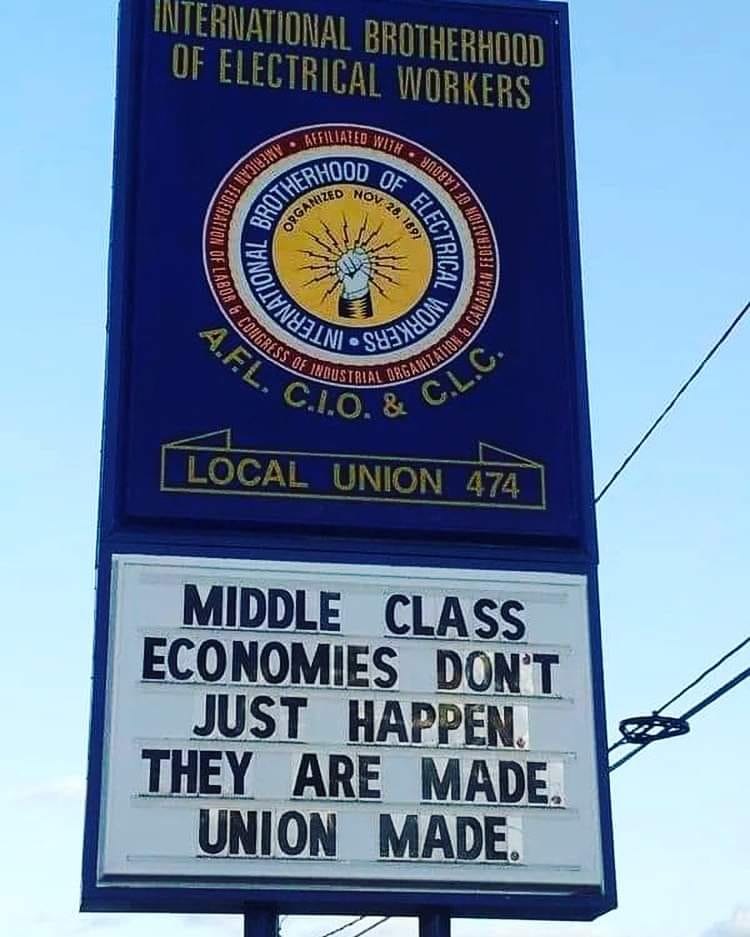 INTERNATIONAL BROTHERHOOD
OF ELECTRICAL WORKERS
• AFFILIATED WITH •
AMERICAN FEDERATION OF LABOR & CONGRESS OF INDUSTRIAL ORGANIZATION & CANADIAN FEDERATION OF LABOUR
INTERNATIONAL BROTHERHOOD OF ELECTRICAL WORKERS •
ORGANIZED NOV. 28, 1891
A.F.L. C.I.O. & C.L.C.
LOCAL UNION 474
MIDDLE CLASS
ECONOMIES DON'T
JUST HAPPEN.
THEY ARE MADE.
UNION MADE.